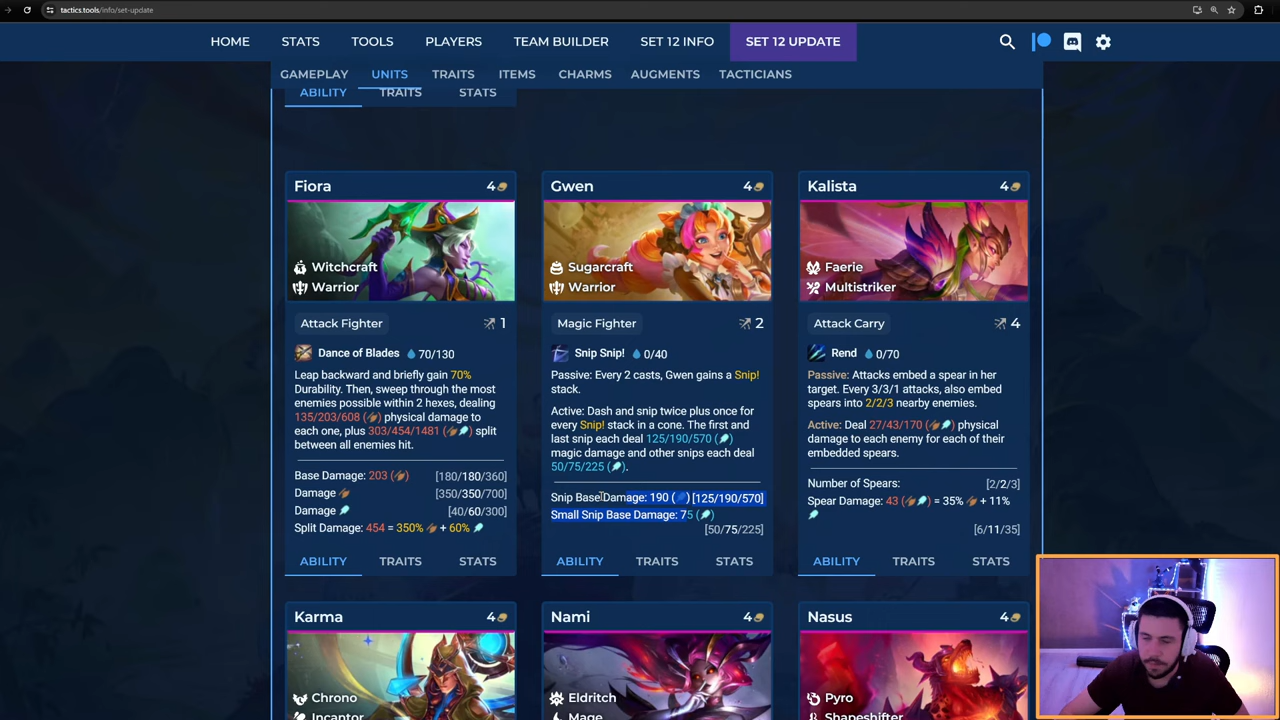 tactics.tools/info/set-update
HOME STATS TOOLS PLAYERS TEAM BUILDER SET 12 INFO SET 12 UPDATE
GAMEPLAY UNITS TRAITS ITEMS CHARMS AUGMENTS TACTICIANS
ABILITY TRAITS STATS
Fiora 4
Witchcraft
Warrior
Attack Fighter 1
Dance of Blades 70/130
Leap backward and briefly gain 70%
Durability. Then, sweep through the most
enemies possible within 2 hexes, dealing
135/203/608 ( ) physical damage to
each one, plus 303/454/1481 ( ) split
between all enemies hit.
Base Damage: 203 ( ) [180/180/360]
Damage [350/350/700]
Damage [40/60/300]
Split Damage: 454 = 350% + 60%
ABILITY TRAITS STATS
Gwen 4
Sugarcraft
Warrior
Magic Fighter 2
Snip Snip! 0/40
Passive: Every 2 casts, Gwen gains a Snip!
stack.
Active: Dash and snip twice plus once for
every Snip! stack in a cone. The first and
last snip each deal 125/190/570 ( )
magic damage and other snips each deal
50/75/225 ( ).
Snip Base Damage: 190 ( ) [125/190/570]
Small Snip Base Damage: 75 ( )
[50/75/225]
ABILITY TRAITS STATS
Kalista 4
Faerie
Multistriker
Attack Carry 4
Rend 0/70
Passive: Attacks embed a spear in her
target. Every 3/3/1 attacks, also embed
spears into 2/2/3 nearby enemies.
Active: Deal 27/43/170 ( ) physical
damage to each enemy for each of their
embedded spears.
Number of Spears: [2/2/3]
Spear Damage: 43 ( ) = 35% + 11%
[6/11/35]
ABILITY TRAITS STATS
Karma 4
Chrono
Incantor
Nami 4
Eldritch
Mage
Nasus 4
Pyro
Shapeshifter